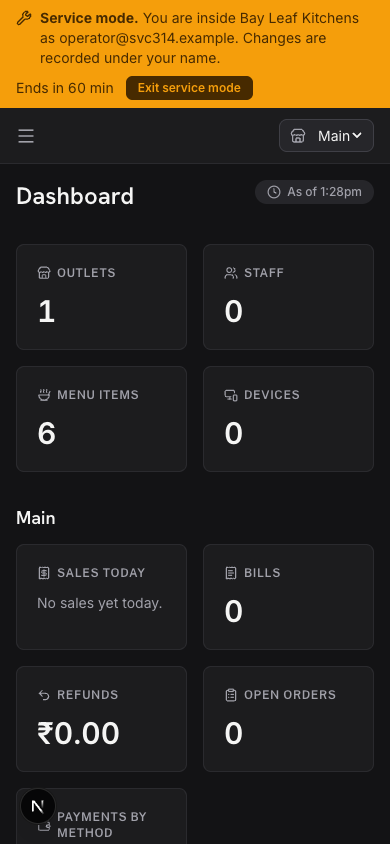 Service mode. You are inside Bay Leaf Kitchens
as operator@svc314.example. Changes are
recorded under your name.
Ends in 60 min
Exit service mode
Main
Dashboard
As of 1:28pm
OUTLETS
1
STAFF
0
MENU ITEMS
6
DEVICES
0
Main
SALES TODAY
No sales yet today.
BILLS
0
REFUNDS
₹0.00
OPEN ORDERS
0
N
PAYMENTS BY
METHOD